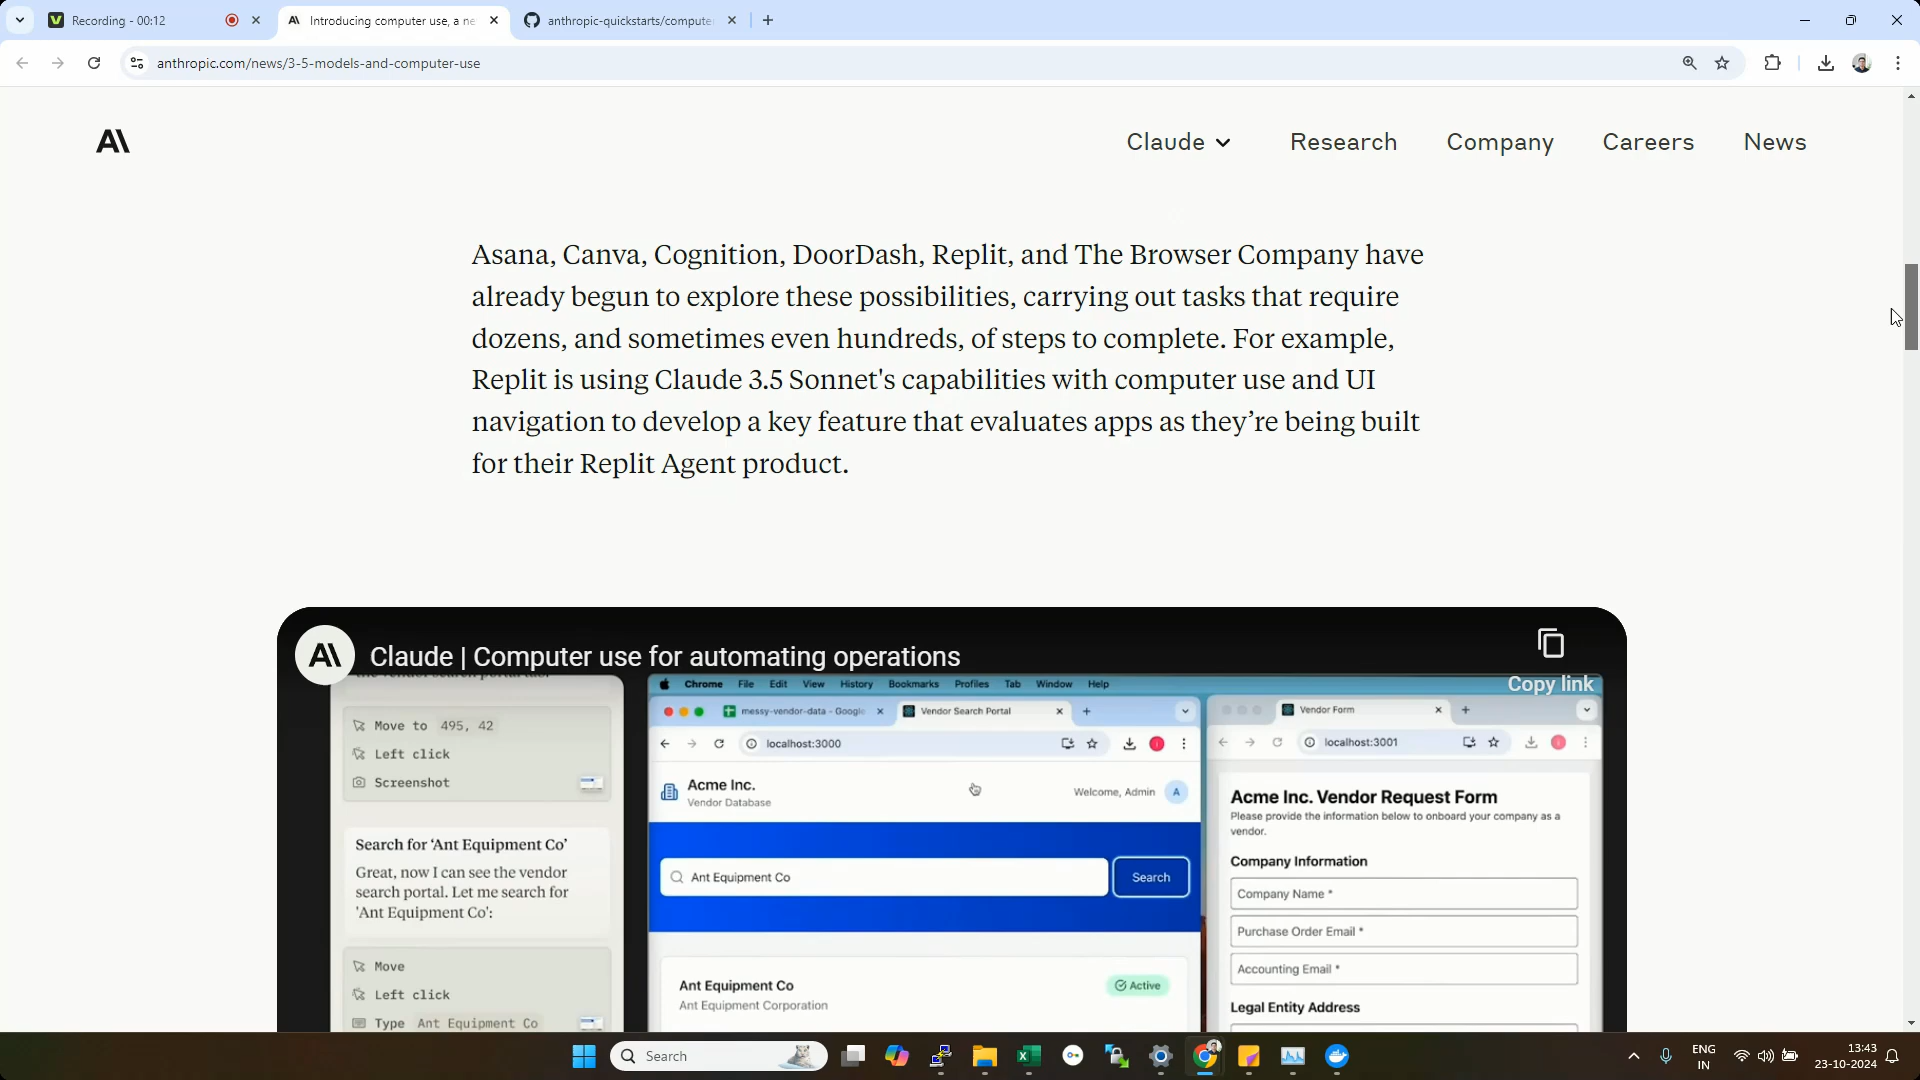 Recording - 00:12
Introducing computer use, a ne
anthropic-quickstarts/compute
anthropic.com/news/3-5-models-and-computer-use
Claude
Research
Company
Careers
News
Asana, Canva, Cognition, DoorDash, Replit, and The Browser Company have
already begun to explore these possibilities, carrying out tasks that require
dozens, and sometimes even hundreds, of steps to complete. For example,
Replit is using Claude 3.5 Sonnet's capabilities with computer use and UI
navigation to develop a key feature that evaluates apps as they’re being built
for their Replit Agent product.
Claude | Computer use for automating operations
Copy link
Move to 495, 42
Left click
Screenshot
Search for ‘Ant Equipment Co’
Great, now I can see the vendor
search portal. Let me search for
'Ant Equipment Co':
Move
Left click
Type Ant Equipment Co
Chrome File Edit View History Bookmarks Profiles Tab Window Help
messy-vendor-data - Google
Vendor Search Portal
localhost:3000
Acme Inc.
Vendor Database
Welcome, Admin
A
Ant Equipment Co
Search
Ant Equipment Co
Ant Equipment Corporation
Active
Vendor Form
localhost:3001
Acme Inc. Vendor Request Form
Please provide the information below to onboard your company as a
vendor.
Company Information
Company Name *
Purchase Order Email *
Accounting Email *
Legal Entity Address
Search
ENG
IN
13:43
23-10-2024